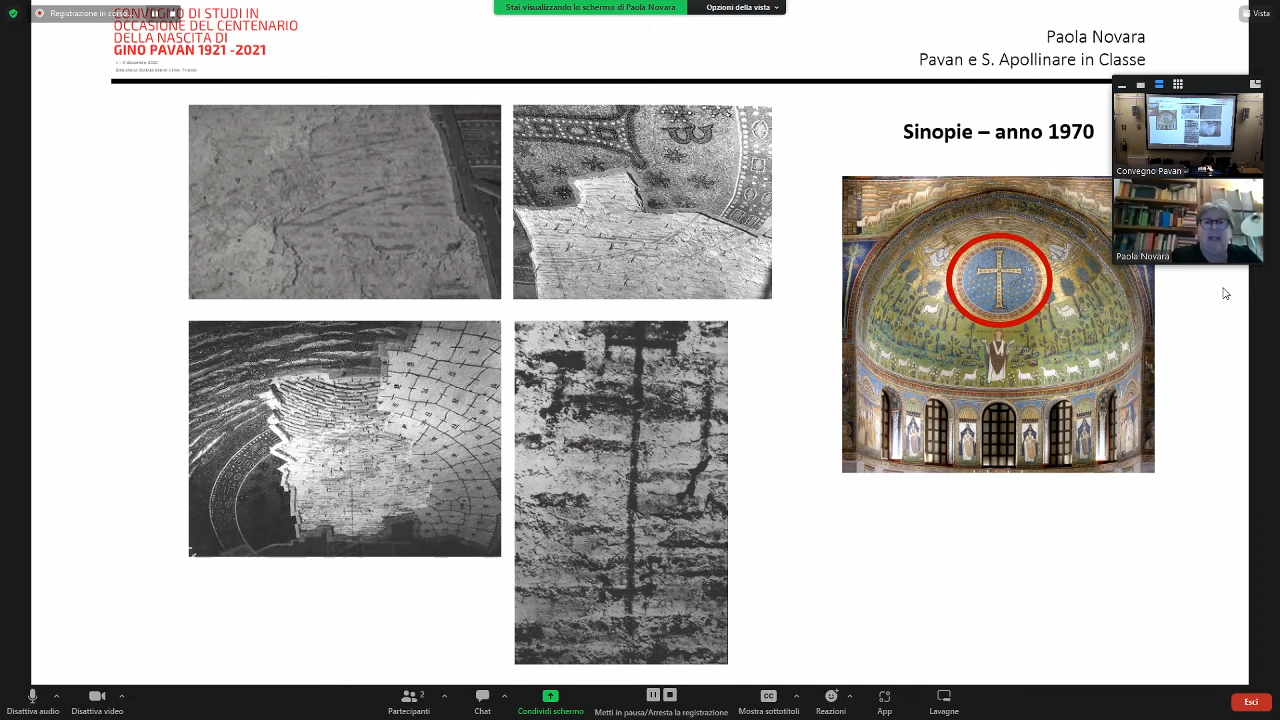 Registrazione in corso...
Stai visualizzando lo schermo di Paola Novara
Opzioni della vista
Vista
CONVEGNO DI STUDI IN
OCCASIONE DEL CENTENARIO
DELLA NASCITA DI
GINO PAVAN 1921 -2021
Paola Novara
Pavan e S. Apollinare in Classe
Sinopie – anno 1970
Convegno Pavan
Paola Novara
Disattiva audio
Disattiva video
Partecipanti
2
Chat
Condividi schermo
Metti in pausa/Arresta la registrazione
CC
Mostra sottotitoli
Reazioni
App
Lavagne
Esci